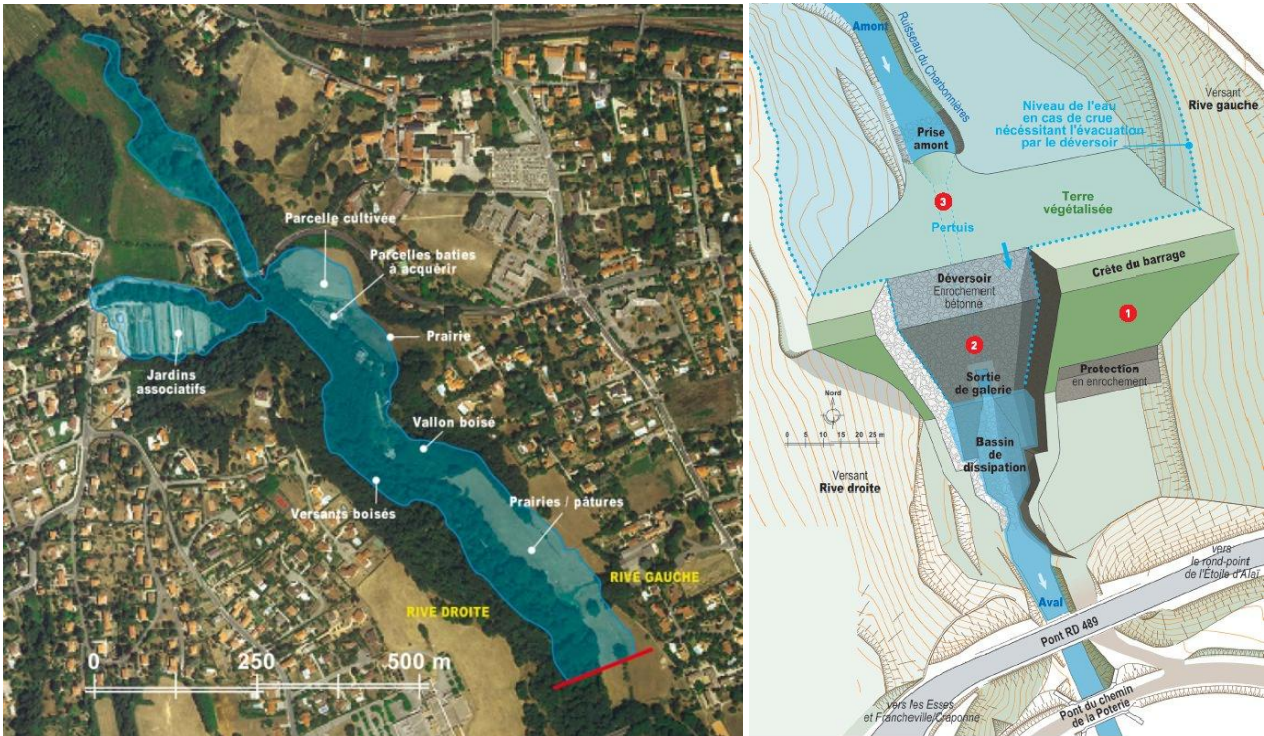 Parcelle cultivée
Parcelles baties
à acquérir
Prairie
Jardins
associatifs
Vallon boisé
Versants boisés
Prairies / pâtures
RIVE GAUCHE
RIVE DROITE
0 250 500 m
Amont
Ruisseau du Charbonnières
Versant
Rive gauche
Niveau de l'eau
en cas de crue
nécéssitant l'évacuation
par le déversoir
Prise
amont
3
Pertuis
Terre
végétalisée
Déversoir
Enrochement
bétonné
Crête du barrage
1
2
Sortie
de galerie
Protection
en enrochement
Nord
0 5 10 15 20 25 m
Bassin
de
dissipation
Versant
Rive droite
vers
le rond-point
de l'Étoile d'Alaï
Aval
Pont RD 489
vers les Esses
et Francheville/Craponne
Pont du chemin
de la Poterie